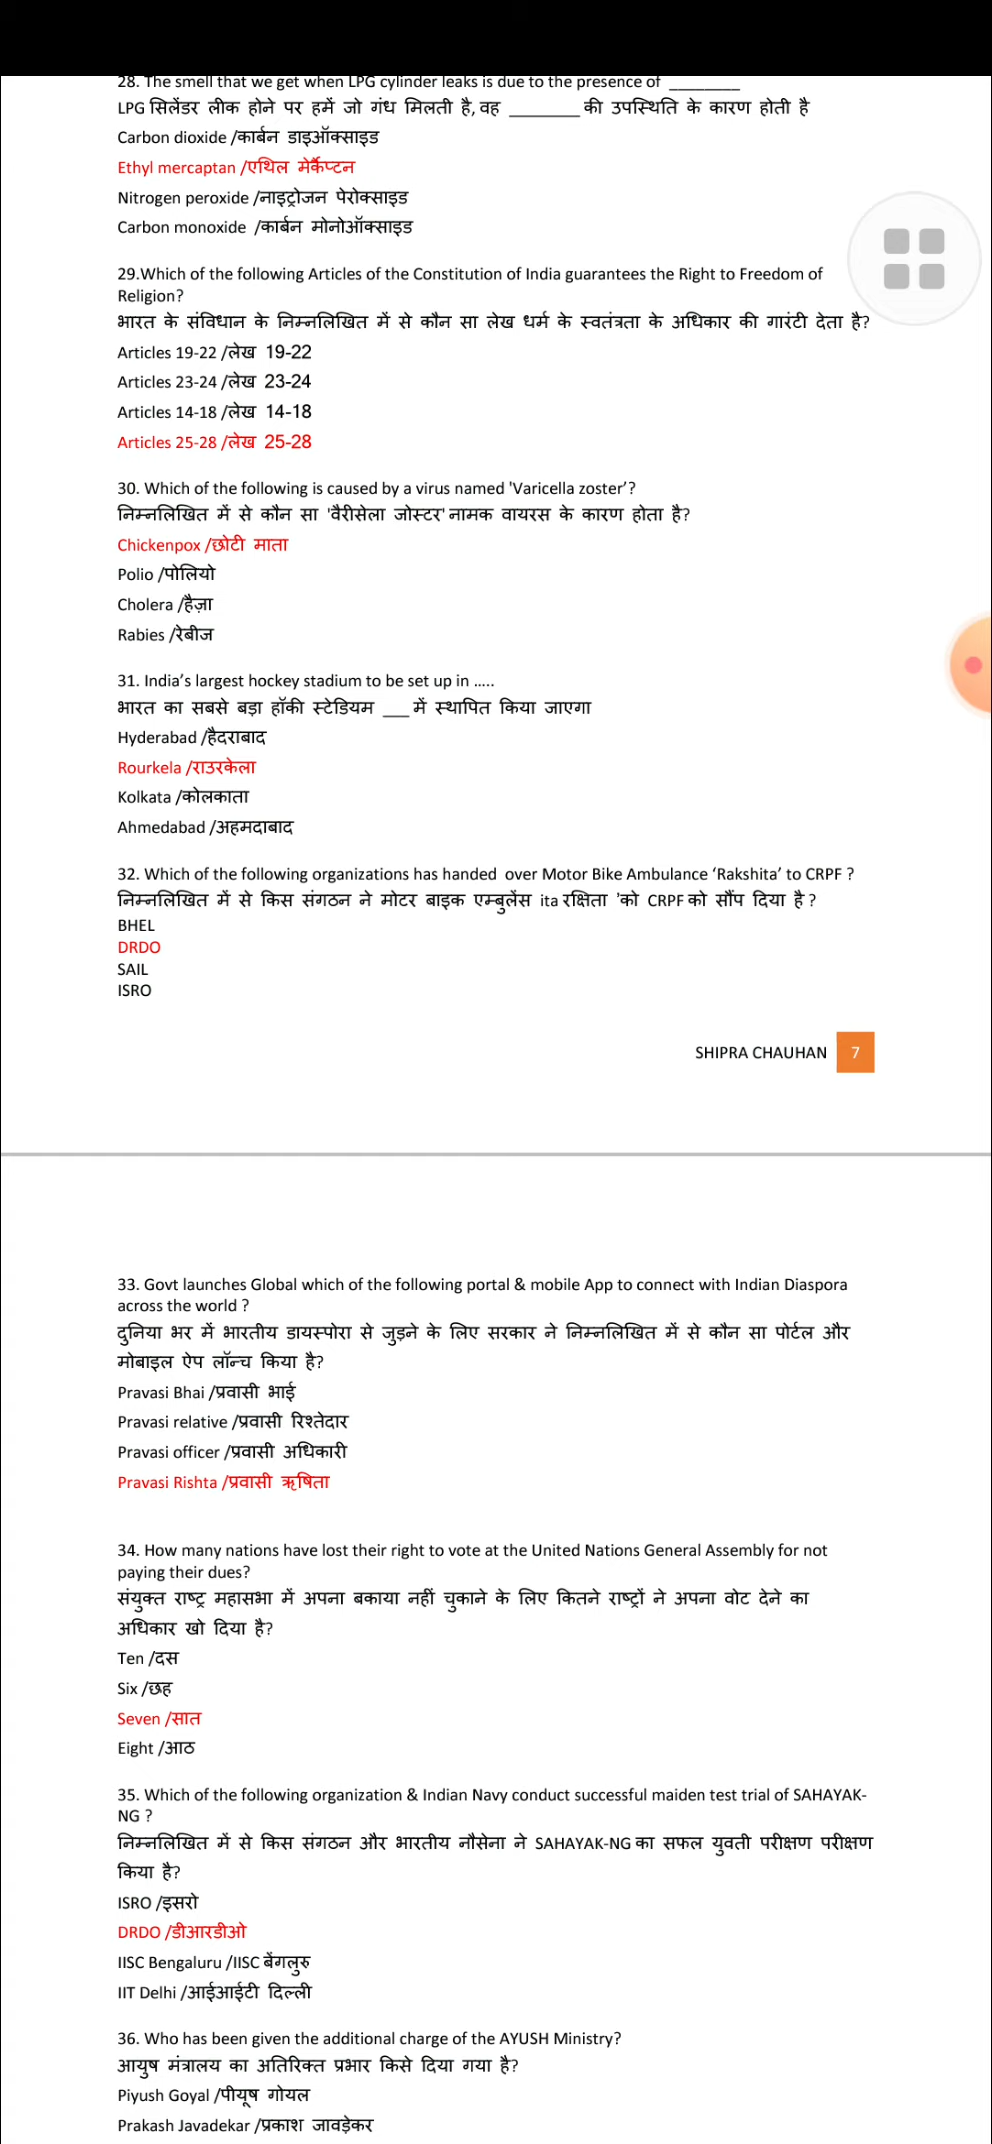 28. The smell that we get when LPG cylinder leaks is due to the presence of ________
LPG सिलेंडर लीक होने पर हमें जो गंध मिलती है, वह ________ की उपस्थिति के कारण होती है
Carbon dioxide /कार्बन डाइऑक्साइड
Ethyl mercaptan /एथिल मेर्कैप्टन
Nitrogen peroxide /नाइट्रोजन पेरोक्साइड
Carbon monoxide /कार्बन मोनोऑक्साइड
29.Which of the following Articles of the Constitution of India guarantees the Right to Freedom of
Religion?
भारत के संविधान के निम्नलिखित में से कौन सा लेख धर्म के स्वतंत्रता के अधिकार की गारंटी देता है?
Articles 19-22 /लेख 19-22
Articles 23-24 /लेख 23-24
Articles 14-18 /लेख 14-18
Articles 25-28 /लेख 25-28
30. Which of the following is caused by a virus named 'Varicella zoster’?
निम्नलिखित में से कौन सा 'वैरीसेला जोस्टर' नामक वायरस के कारण होता है?
Chickenpox /छोटी माता
Polio /पोलियो
Cholera /हैज़ा
Rabies /रेबीज
31. India’s largest hockey stadium to be set up in .....
भारत का सबसे बड़ा हॉकी स्टेडियम ___ में स्थापित किया जाएगा
Hyderabad /हैदराबाद
Rourkela /राउरकेला
Kolkata /कोलकाता
Ahmedabad /अहमदाबाद
32. Which of the following organizations has handed over Motor Bike Ambulance ‘Rakshita’ to CRPF ?
निम्नलिखित में से किस संगठन ने मोटर बाइक एम्बुलेंस ita रक्षिता ’को CRPF को सौंप दिया है ?
BHEL
DRDO
SAIL
ISRO
SHIPRA CHAUHAN 7
33. Govt launches Global which of the following portal & mobile App to connect with Indian Diaspora
across the world ?
दुनिया भर में भारतीय डायस्पोरा से जुड़ने के लिए सरकार ने निम्नलिखित में से कौन सा पोर्टल और
मोबाइल ऐप लॉन्च किया है?
Pravasi Bhai /प्रवासी भाई
Pravasi relative /प्रवासी रिश्तेदार
Pravasi officer /प्रवासी अधिकारी
Pravasi Rishta /प्रवासी ऋषिता
34. How many nations have lost their right to vote at the United Nations General Assembly for not
paying their dues?
संयुक्त राष्ट्र महासभा में अपना बकाया नहीं चुकाने के लिए कितने राष्ट्रों ने अपना वोट देने का
अधिकार खो दिया है?
Ten /दस
Six /छह
Seven /सात
Eight /आठ
35. Which of the following organization & Indian Navy conduct successful maiden test trial of SAHAYAK-
NG ?
निम्नलिखित में से किस संगठन और भारतीय नौसेना ने SAHAYAK-NG का सफल युवती परीक्षण परीक्षण
किया है?
ISRO /इसरो
DRDO /डीआरडीओ
IISC Bengaluru /IISC बेंगलुरु
IIT Delhi /आईआईटी दिल्ली
36. Who has been given the additional charge of the AYUSH Ministry?
आयुष मंत्रालय का अतिरिक्त प्रभार किसे दिया गया है?
Piyush Goyal /पीयूष गोयल
Prakash Javadekar /प्रकाश जावड़ेकर